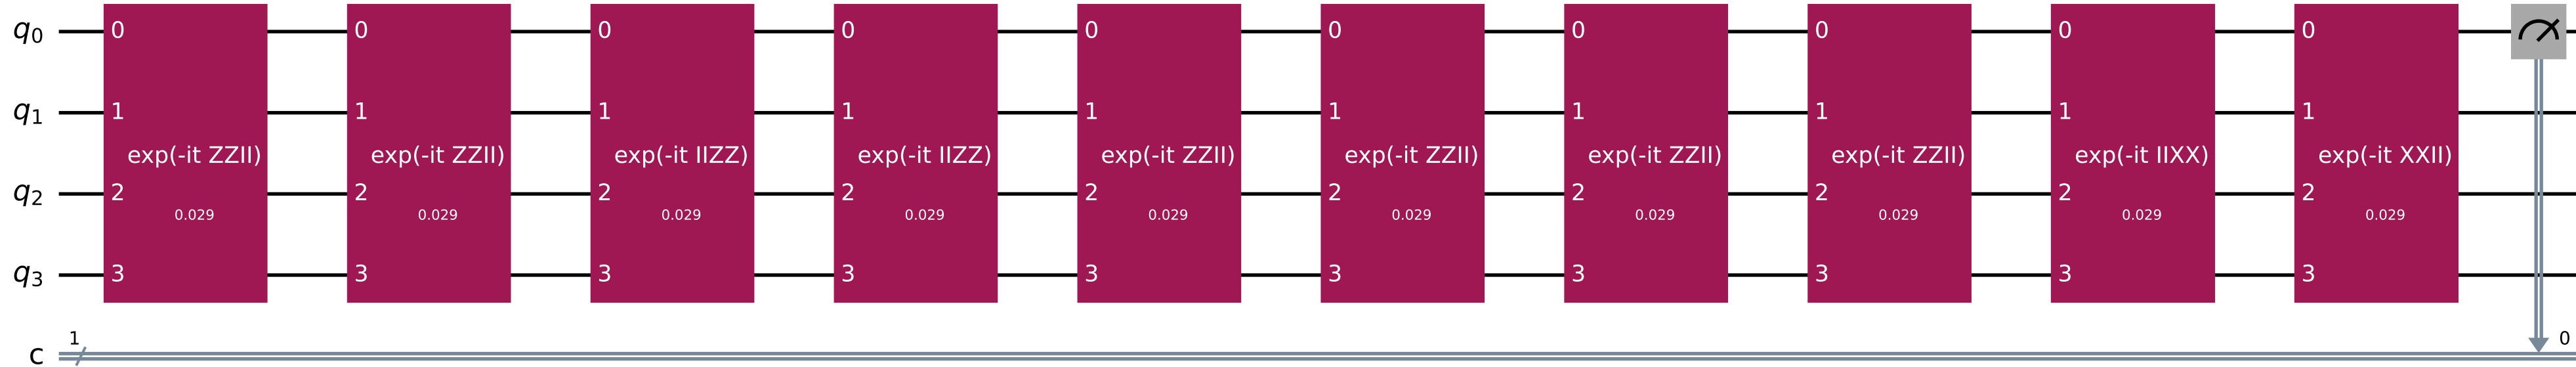 q0 0 0 0 0 0 0 0 0 0 0
q1 1 1 1 1 1 1 1 1 1 1
exp(-it ZZII) exp(-it ZZII) exp(-it IIZZ) exp(-it IIZZ) exp(-it ZZII) exp(-it ZZII) exp(-it ZZII) exp(-it ZZII) exp(-it IIXX) exp(-it XXII)
q2 2 2 2 2 2 2 2 2 2 2
0.029 0.029 0.029 0.029 0.029 0.029 0.029 0.029 0.029 0.029
q3 3 3 3 3 3 3 3 3 3 3
1 0
c